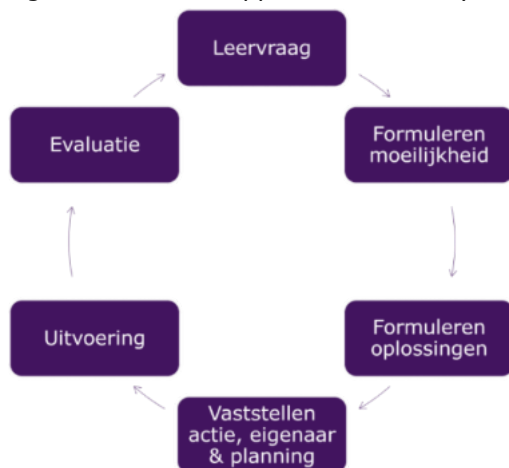 Leervraag
Formuleren
moeilijkheid
Formuleren
oplossingen
Vaststellen
actie, eigenaar
& planning
Uitvoering
Evaluatie